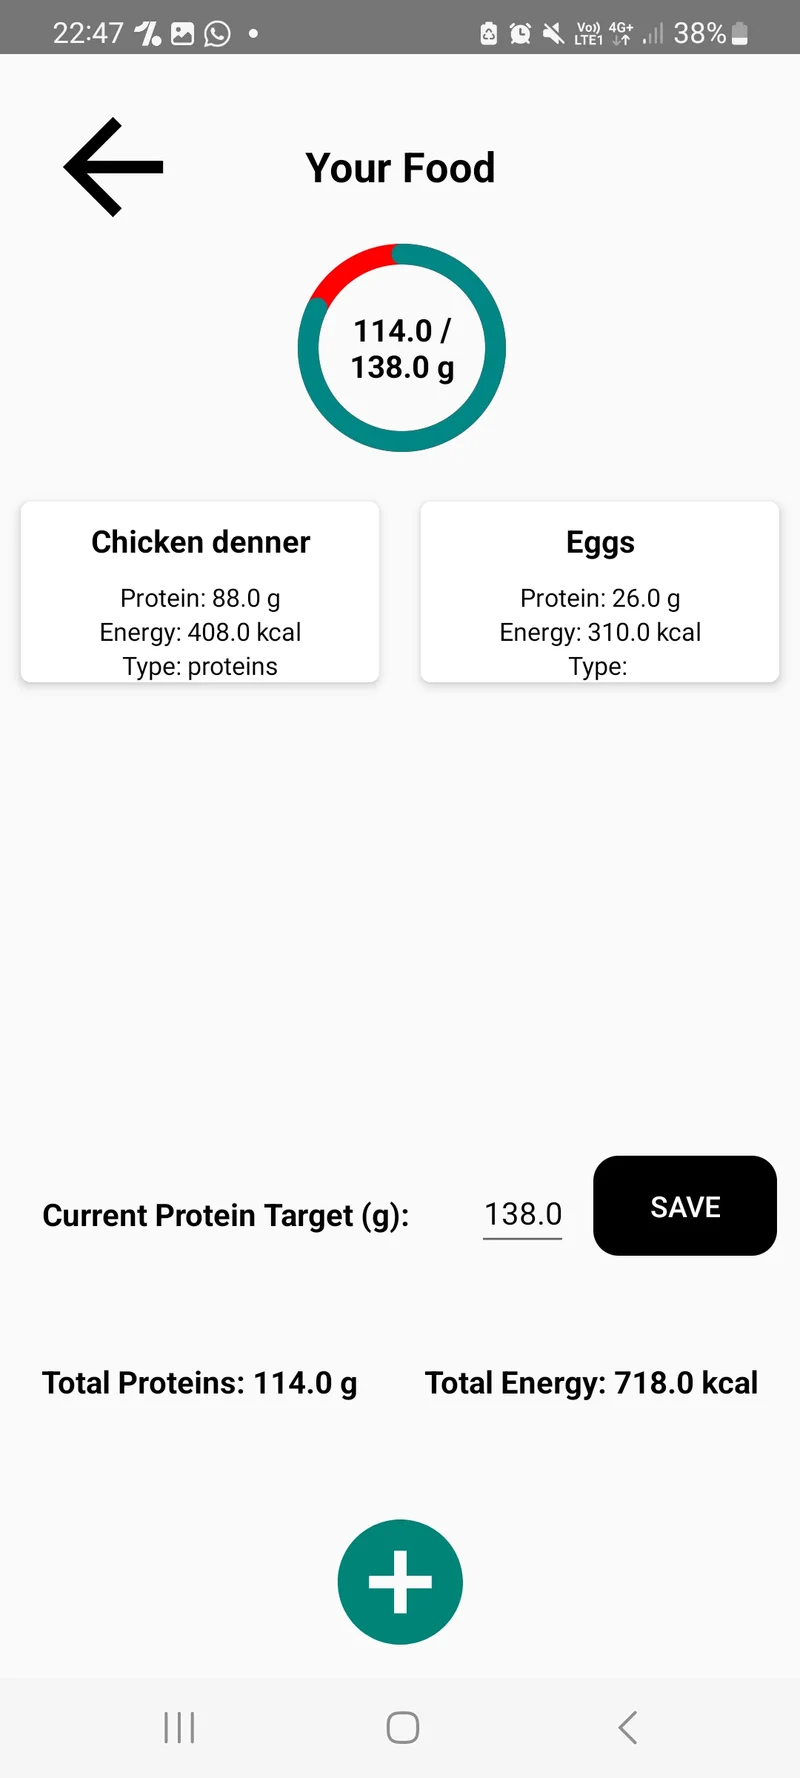 22:47
Vo)) LTE1 4G+ 38%
Your Food
114.0 /
138.0 g
Chicken denner
Protein: 88.0 g
Energy: 408.0 kcal
Type: proteins
Eggs
Protein: 26.0 g
Energy: 310.0 kcal
Type:
Current Protein Target (g): 138.0 SAVE
Total Proteins: 114.0 g Total Energy: 718.0 kcal